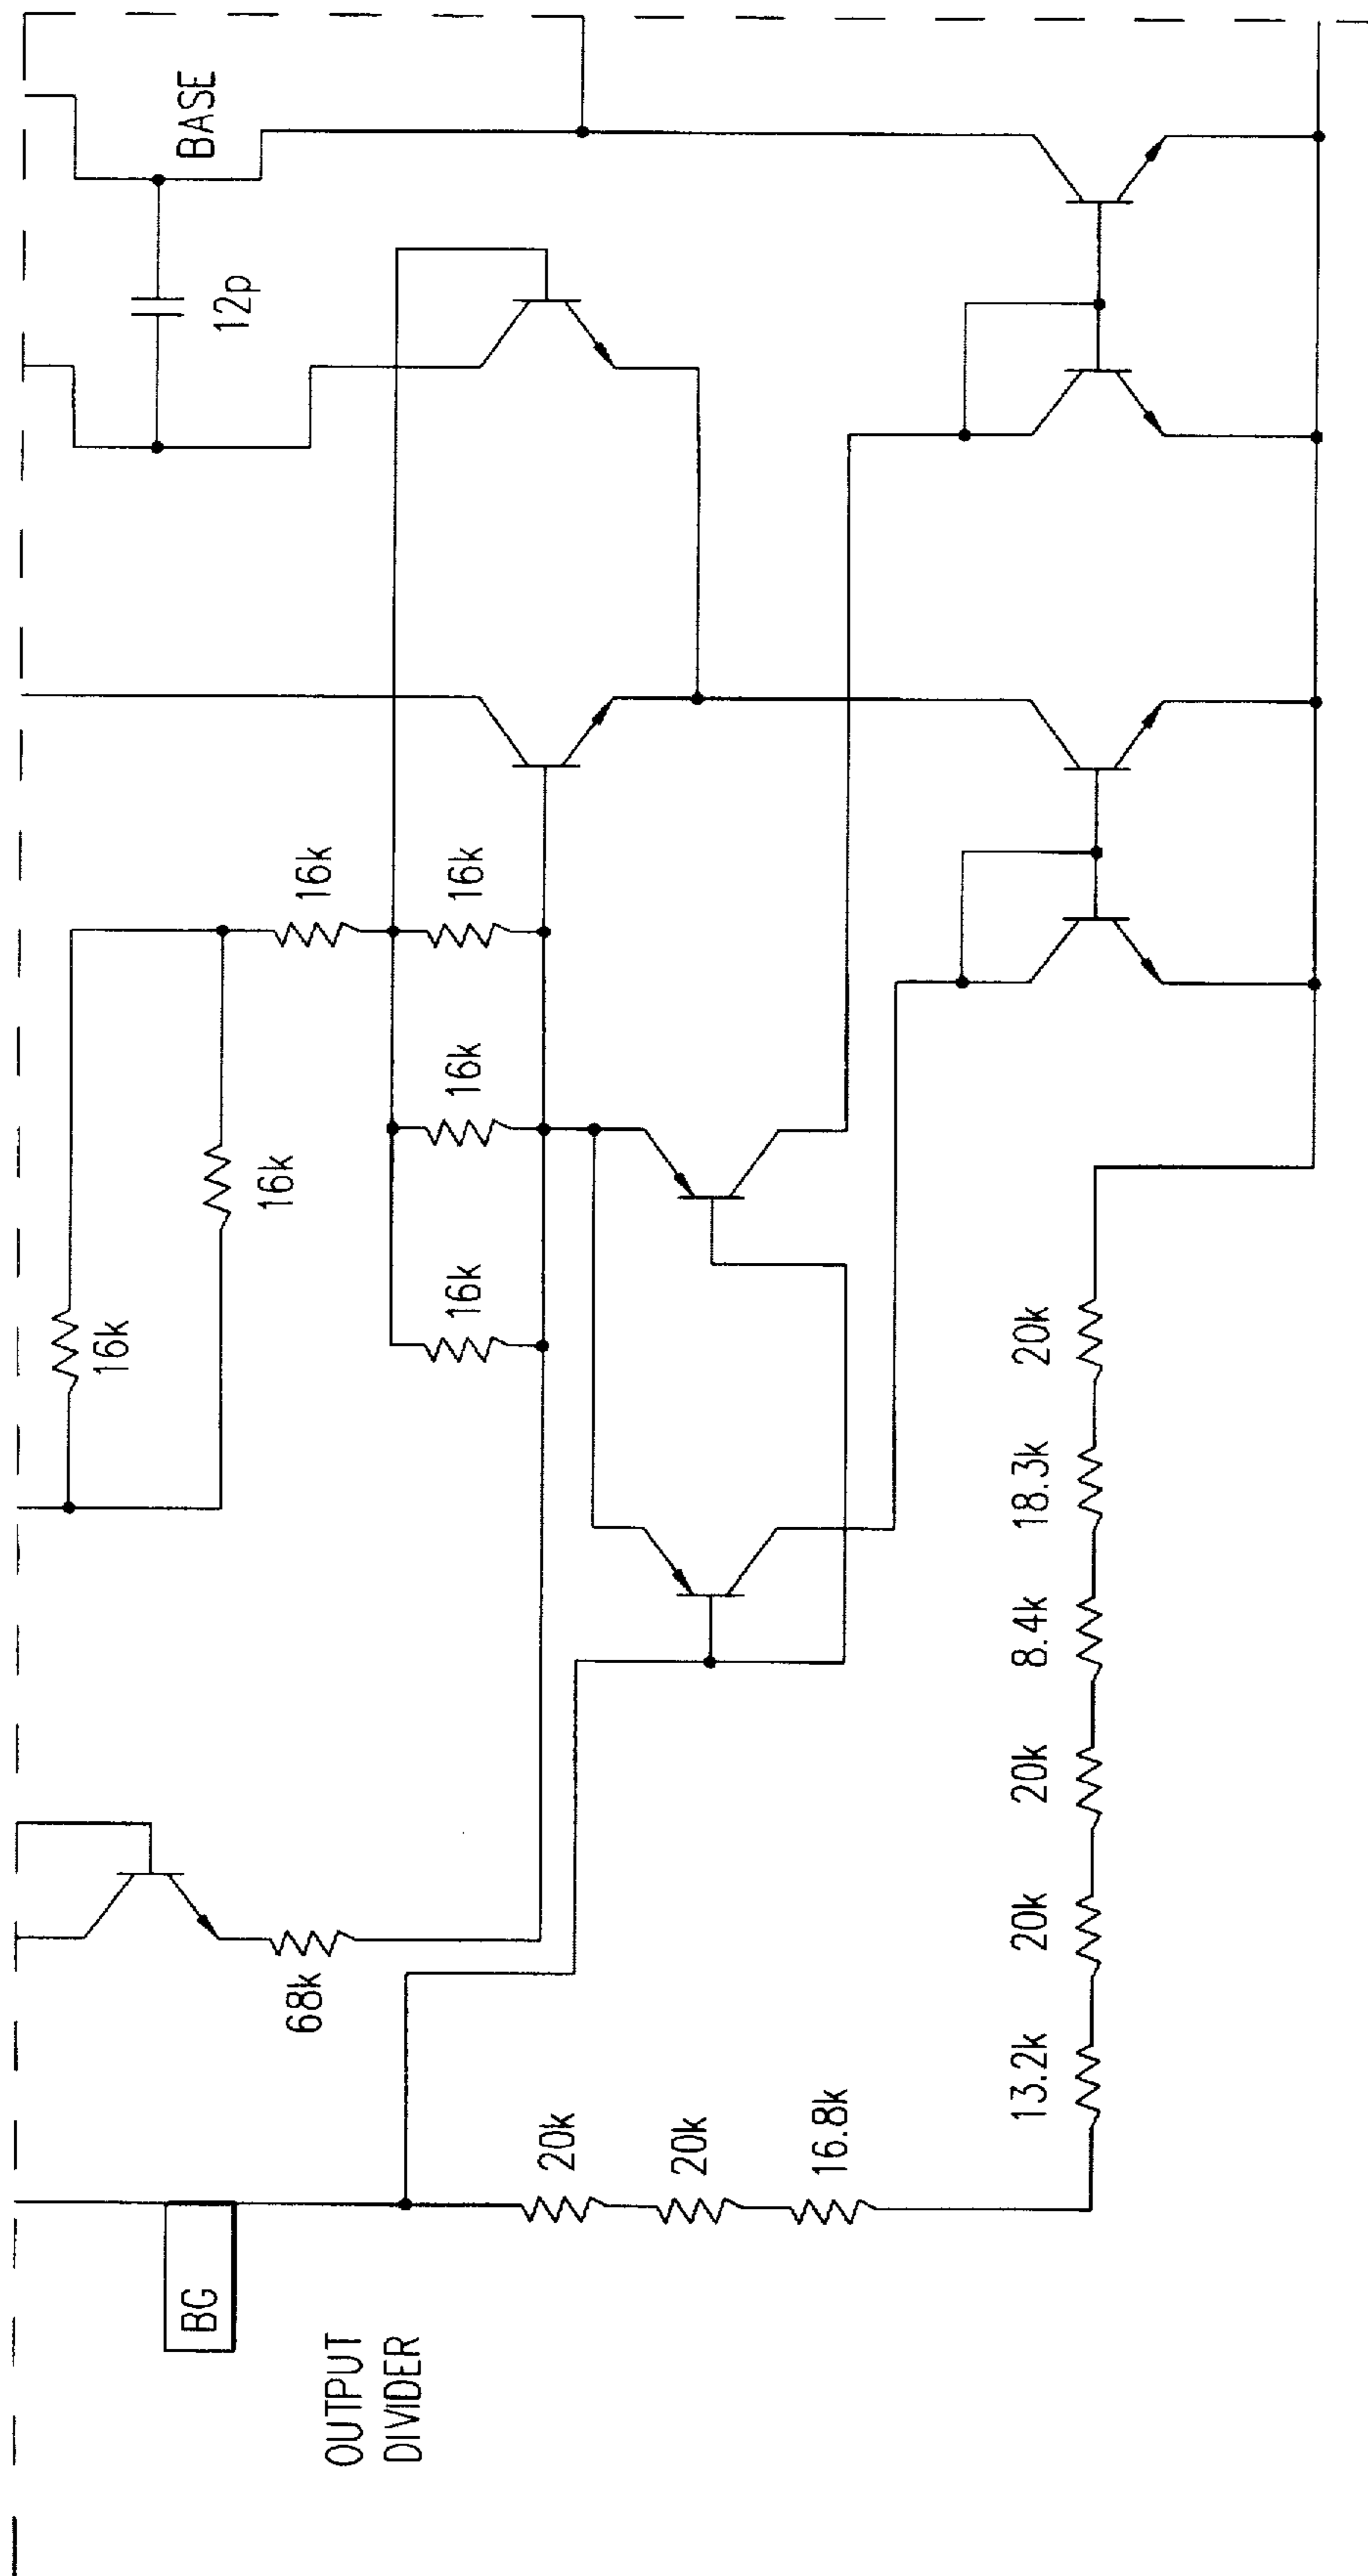 BASE
12p
16k
16k
16k
16k
16k
16k
68k
BG
OUTPUT
DIVIDER
20k
20k
16.8k
13.2k
20k
20k
8.4k
18.3k
20k